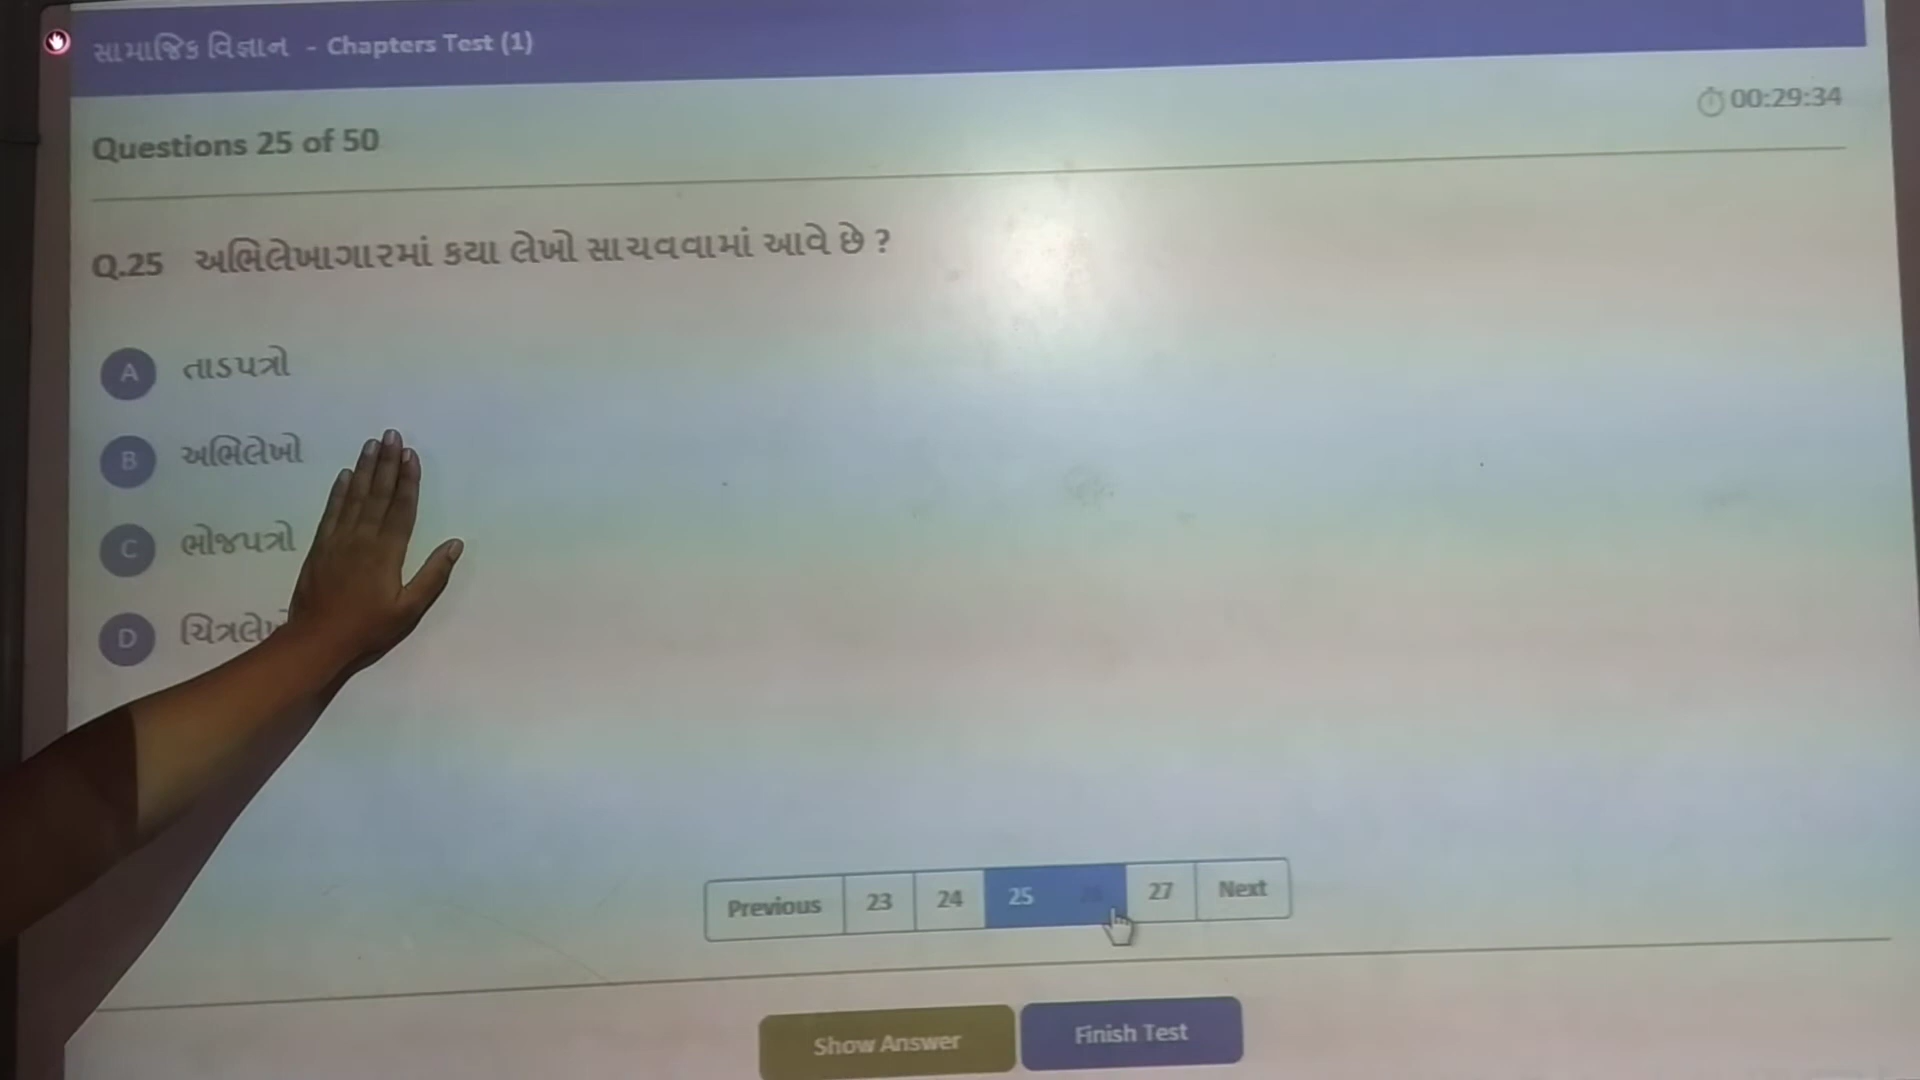 સામાજિક વિજ્ઞાન - Chapters Test (1)
00:29:34
Questions 25 of 50
Q.25 અભિલેખાગારમાં કયા લેખો સાચવવામાં આવે છે ?
A તાડપત્રો
B અભિલેખો
C ભોજપત્રો
D
Previous 23 24 25 27 Next
Show Answer Finish Test